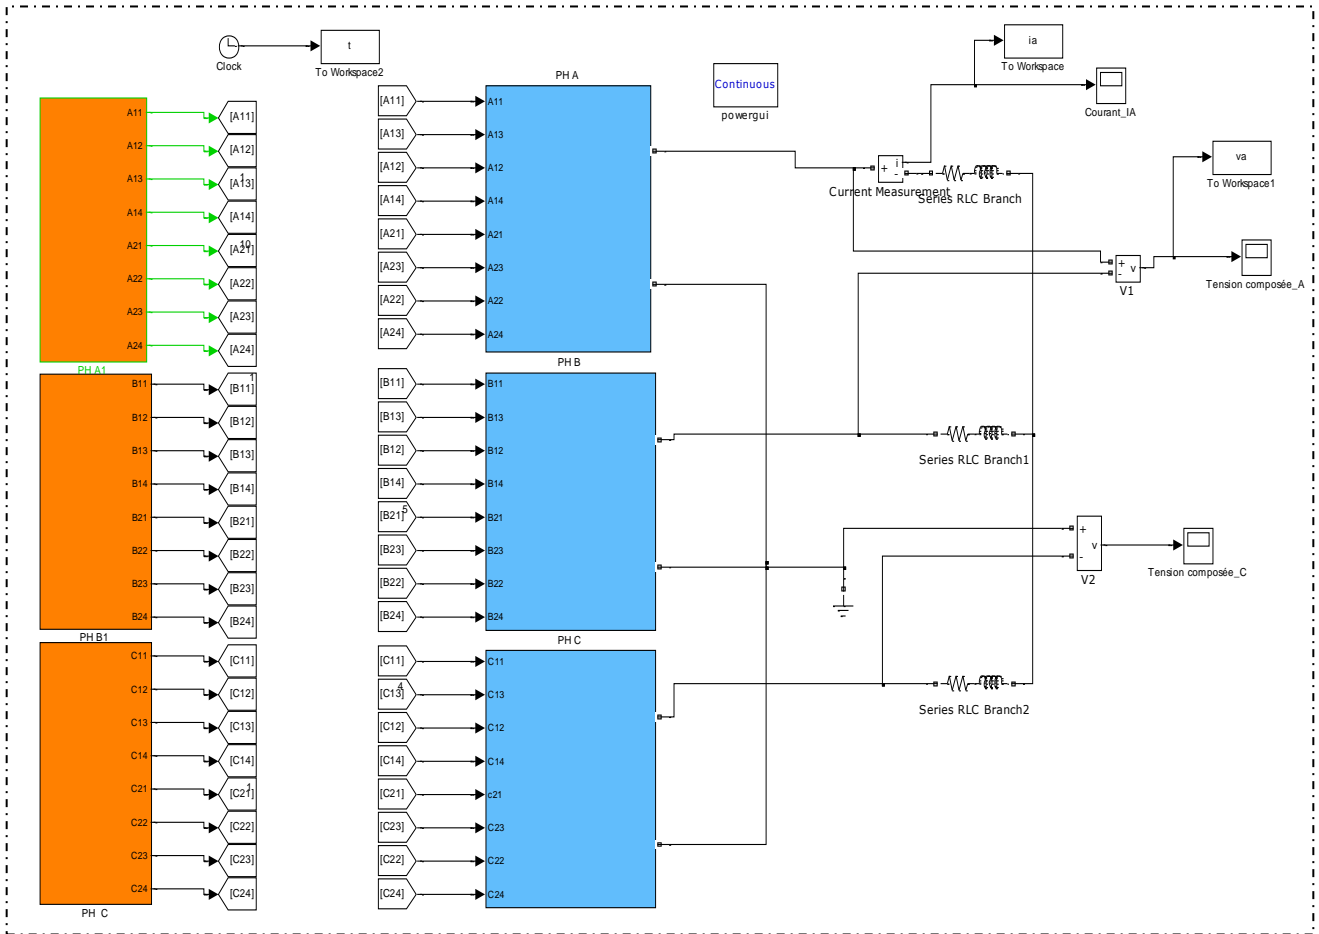 Clock
t
To Workspace2
A11
A12
A13
A14
A21
A22
A23
A24
PH A1
[A11]
[A12]
[A13]
1
[A14]
[A21]
10
[A22]
[A23]
[A24]
B11
B12
B13
B14
B21
B22
B23
B24
PH B1
[B11]
1
[B12]
[B13]
[B14]
[B21]
[B22]
[B23]
[B24]
C11
C12
C13
C14
C21
C22
C23
C24
PH C
[C11]
[C12]
[C13]
[C14]
[C21]
1
[C22]
[C23]
[C24]
[A11]
[A13]
[A12]
[A14]
[A21]
[A23]
[A22]
[A24]
PH A
A11
A13
A12
A14
A21
A23
A22
A24
[B11]
[B13]
[B12]
[B14]
[B21]
5
[B23]
[B22]
[B24]
PH B
B11
B13
B12
B14
B21
B23
B22
B24
[C11]
[C13]
4
[C12]
[C14]
[C21]
[C23]
[C22]
[C24]
PH C
C11
C13
C12
C14
c21
C23
C22
C24
Continuous
powergui
ia
To Workspace
Courant_IA
+
i
-
Current Measurement
Series RLC Branch
va
To Workspace1
+
-
v
V1
Tension composée_A
Series RLC Branch1
+
-
v
V2
Tension composée_C
Series RLC Branch2